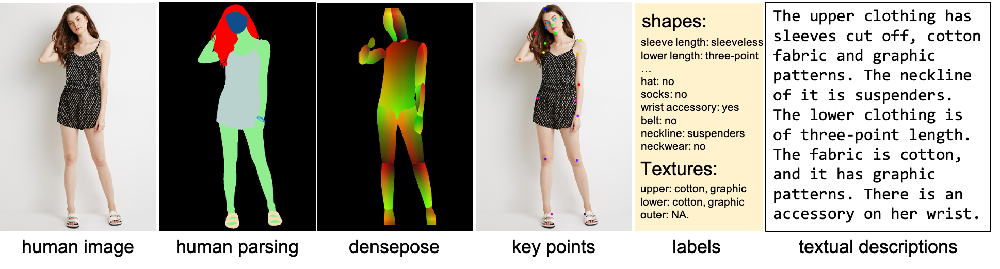 shapes:
sleeve length: sleeveless
lower length: three-point
...
hat: no
socks: no
wrist accessory: yes
belt: no
neckline: suspenders
neckwear: no
Textures:
upper: cotton, graphic
lower: cotton, graphic
outer: NA.
The upper clothing has
sleeves cut off, cotton
fabric and graphic
patterns. The neckline
of it is suspenders.
The lower clothing is
of three-point length.
The fabric is cotton,
and it has graphic
patterns. There is an
accessory on her wrist.
human image
human parsing
densepose
key points
labels
textual descriptions